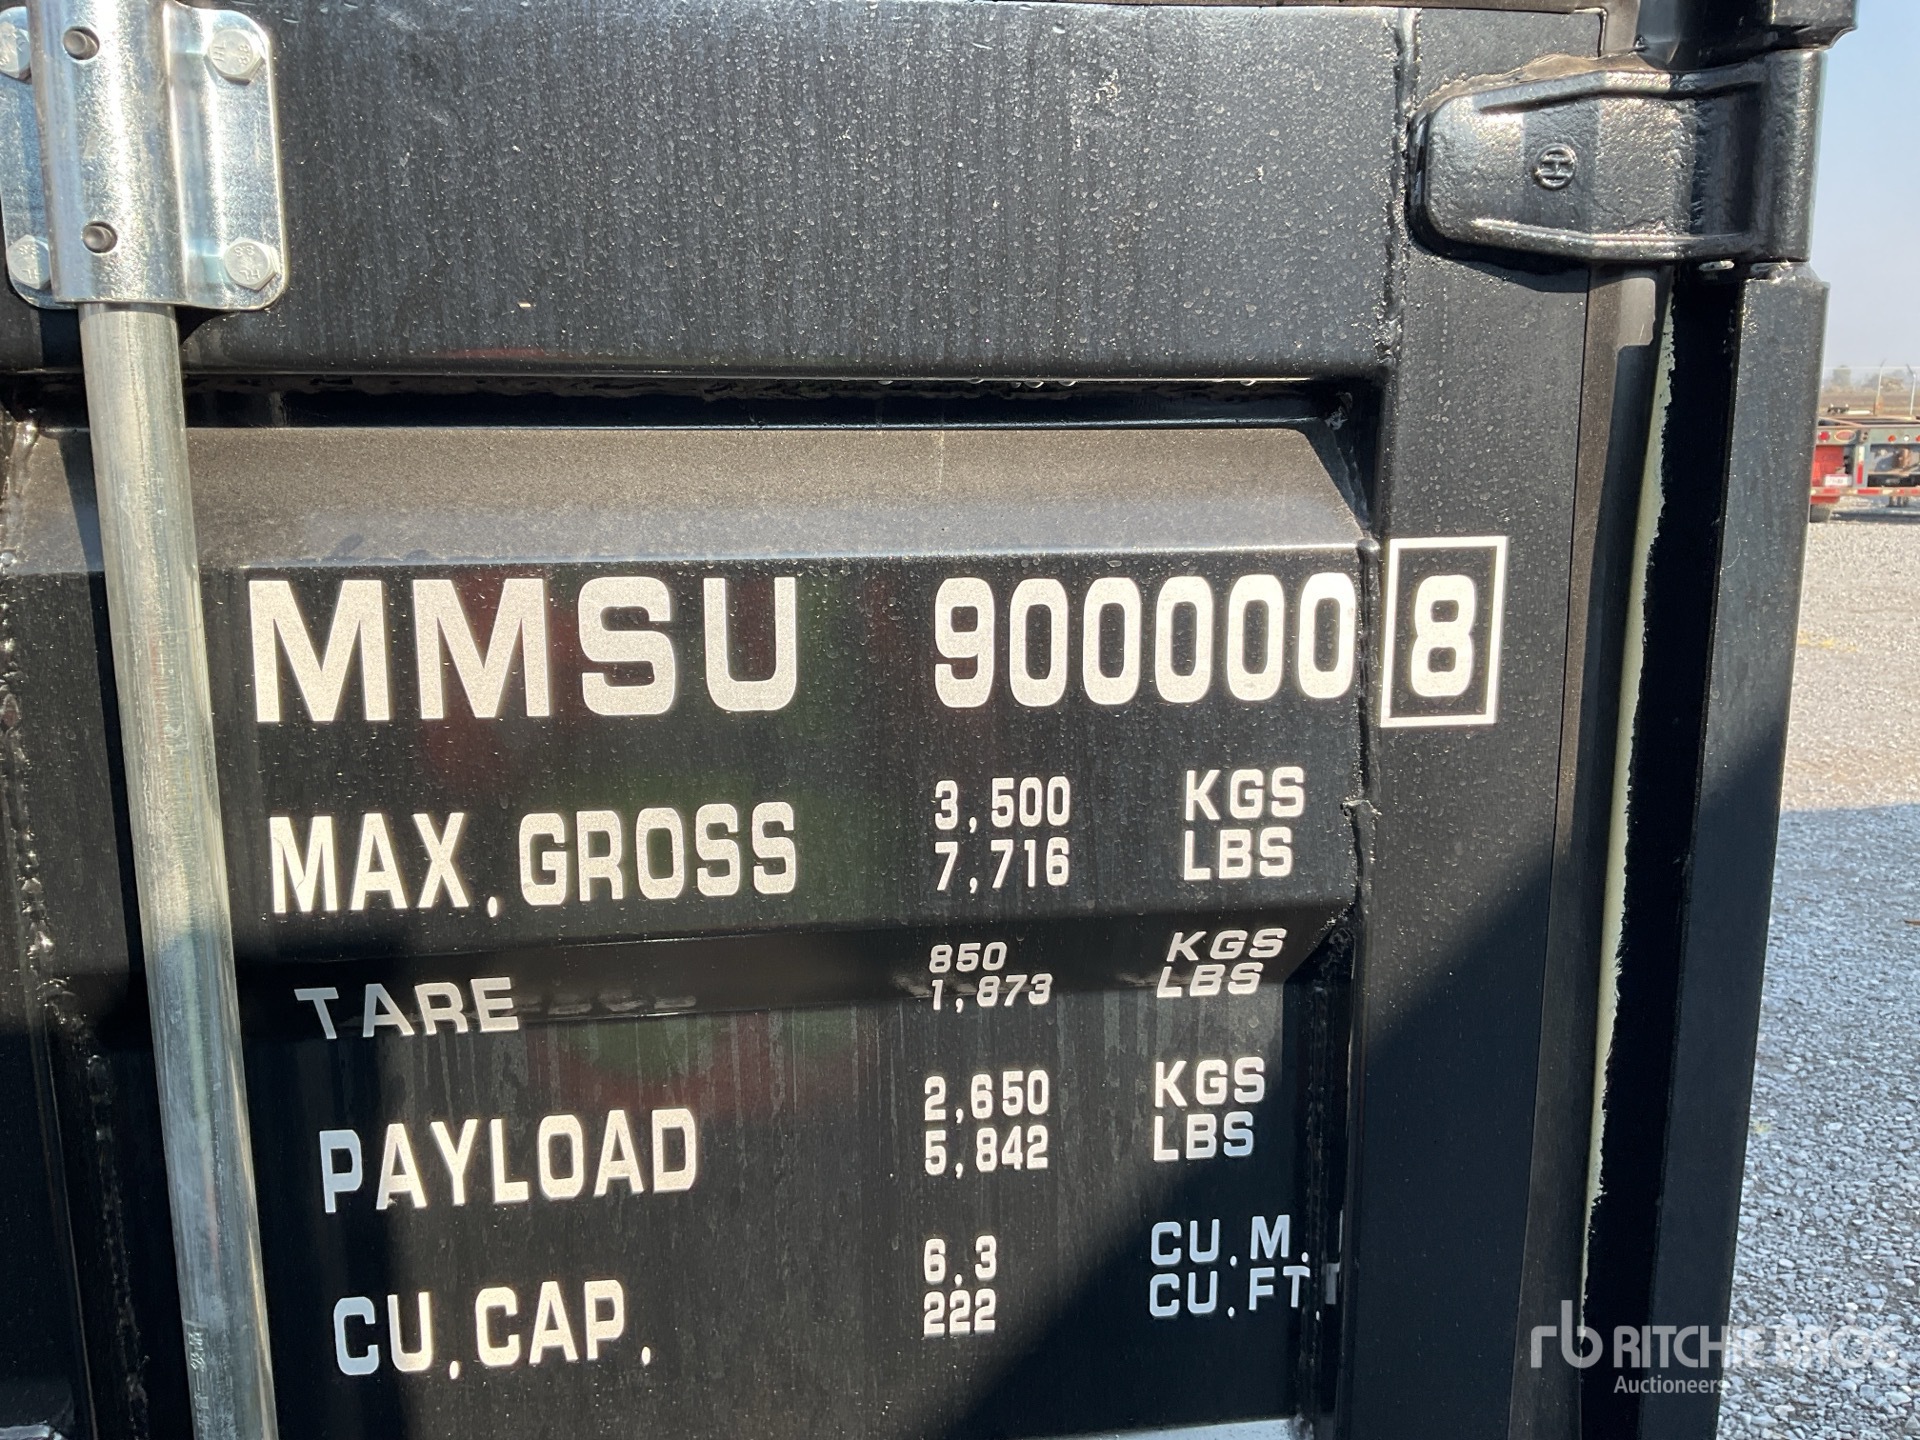 MMSU 900000 8
MAX.GROSS 3,500 KGS
7,716 LBS
TARE 850 KGS
1,873 LBS
PAYLOAD 2,650 KGS
5,842 LBS
CU.CAP. 6.3 CU.M.
222 CU.FT.
rb RITCHIE BROS
Auctioneers